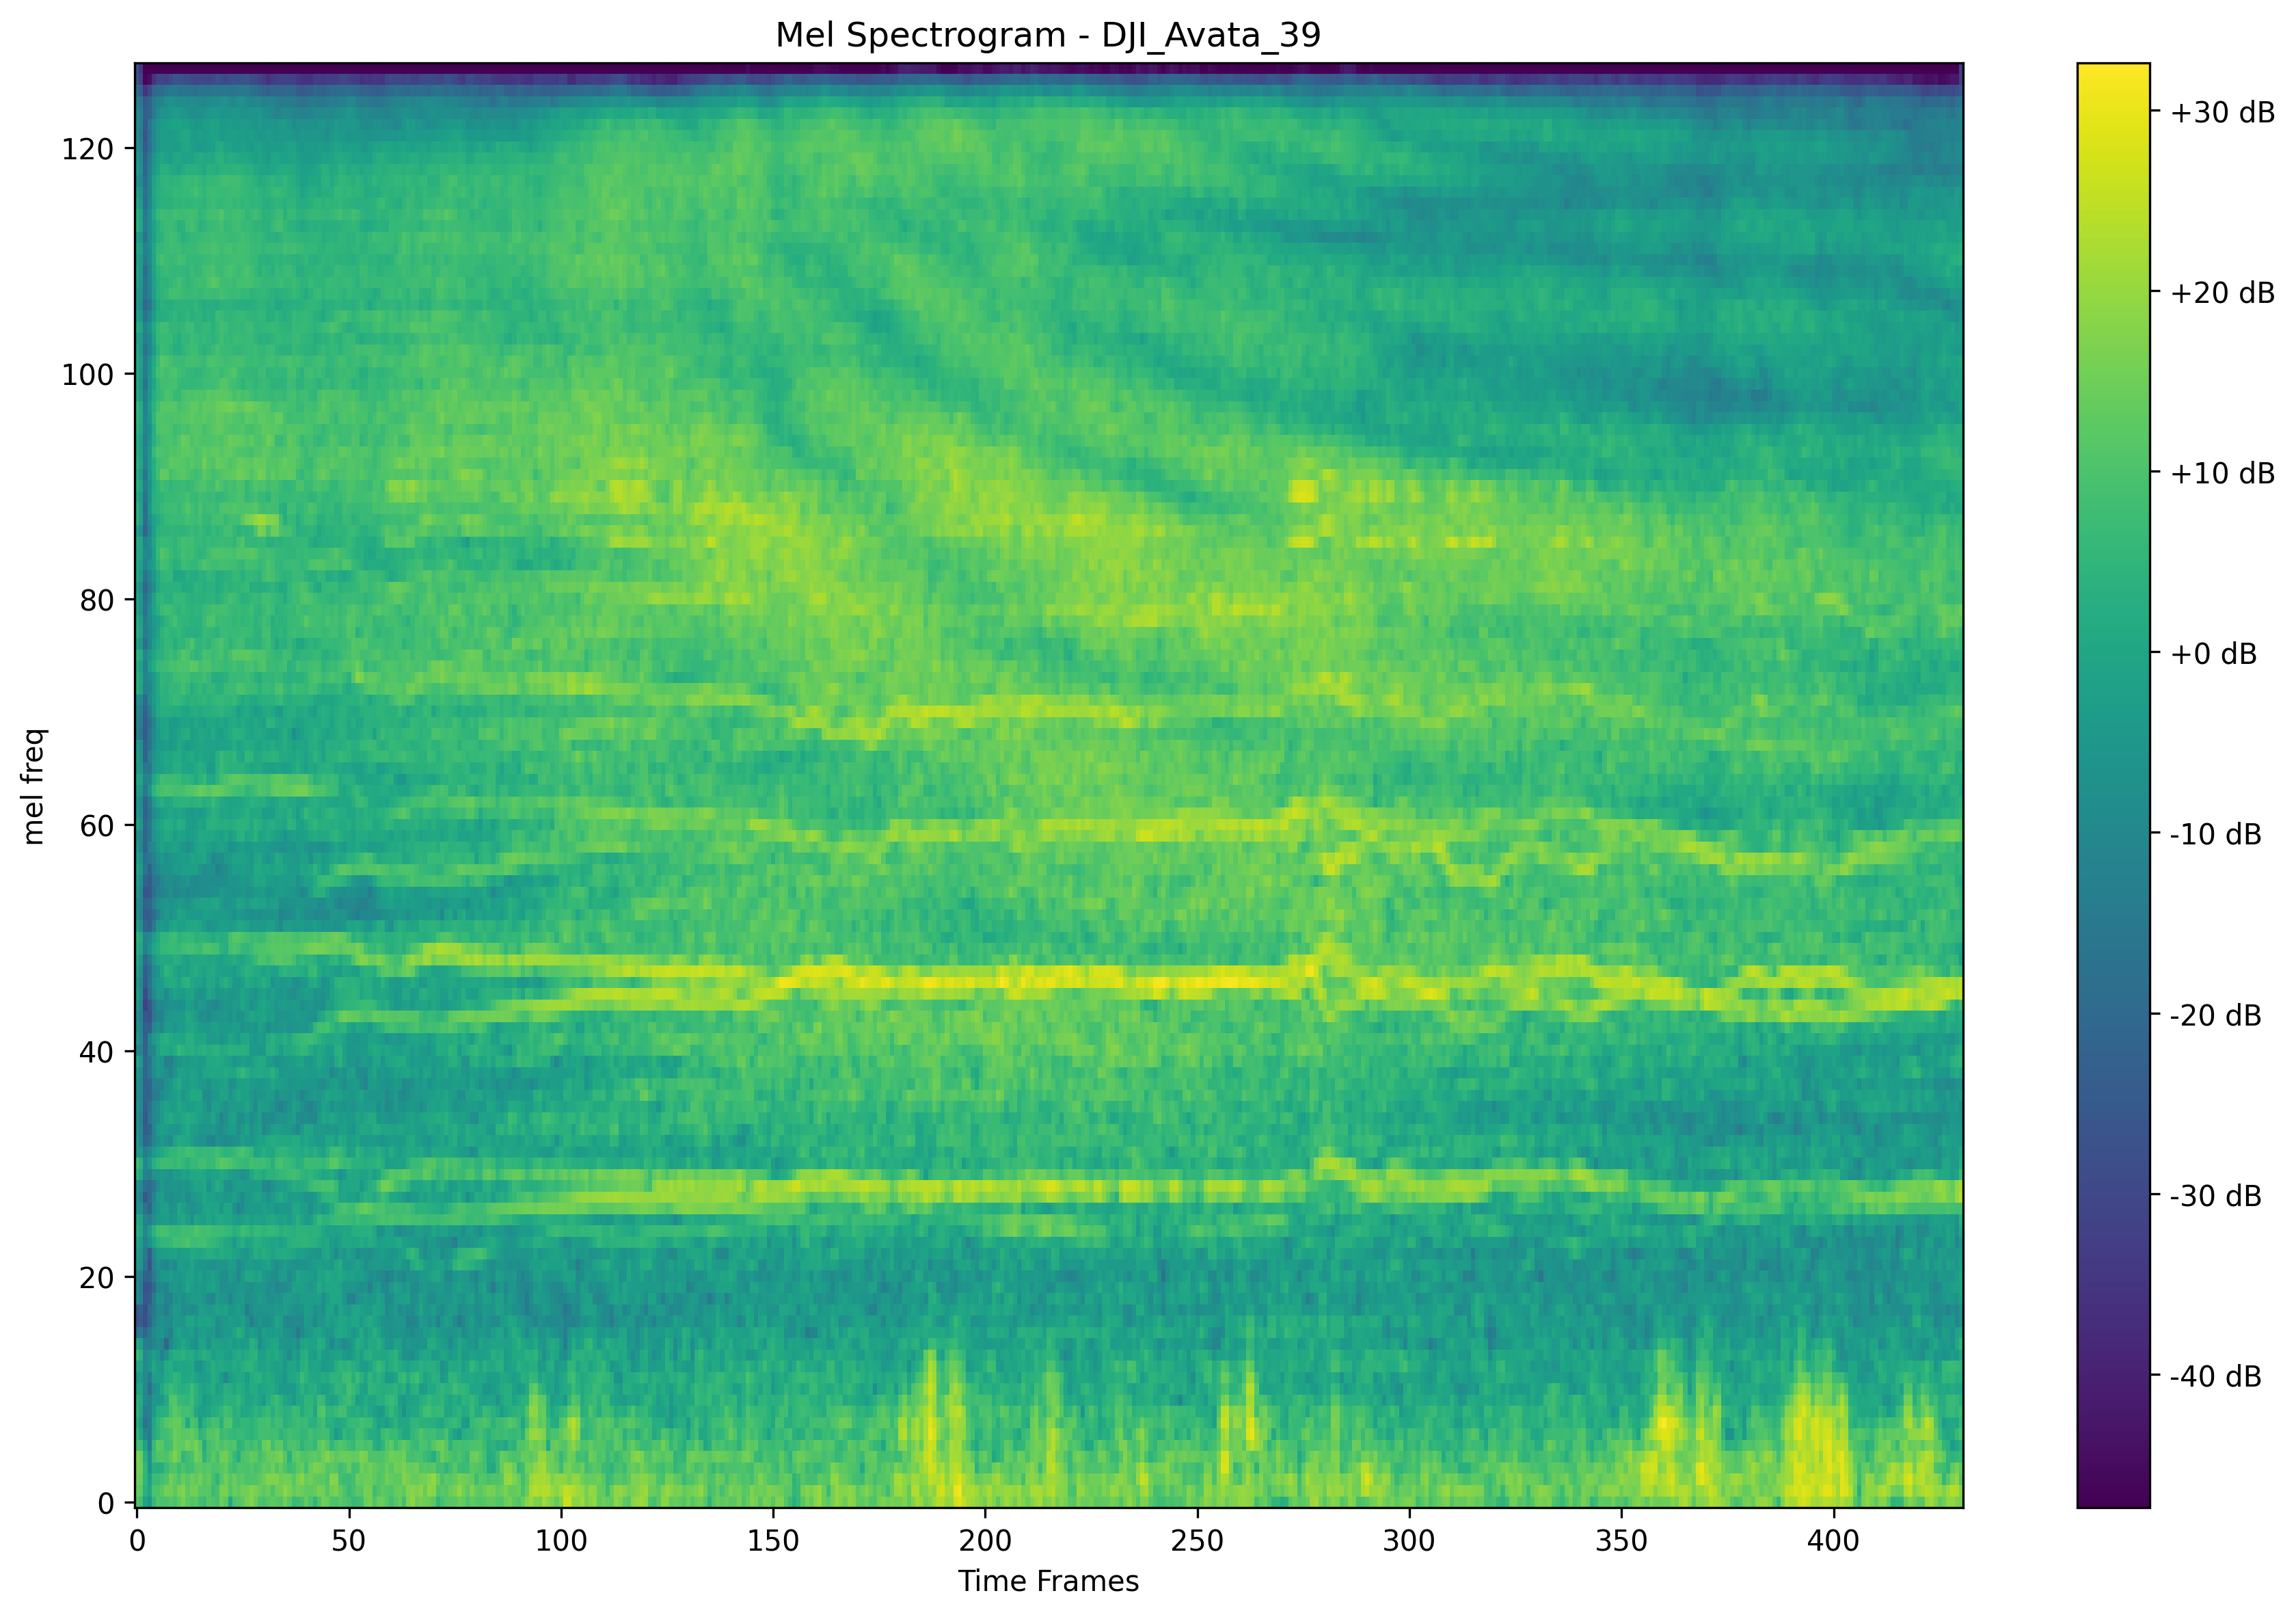 Mel Spectrogram - DJI_Avata_39
mel freq
120
100
80
60
40
20
0
0 50 100 150 200 250 300 350 400
Time Frames
+30 dB
+20 dB
+10 dB
+0 dB
-10 dB
-20 dB
-30 dB
-40 dB